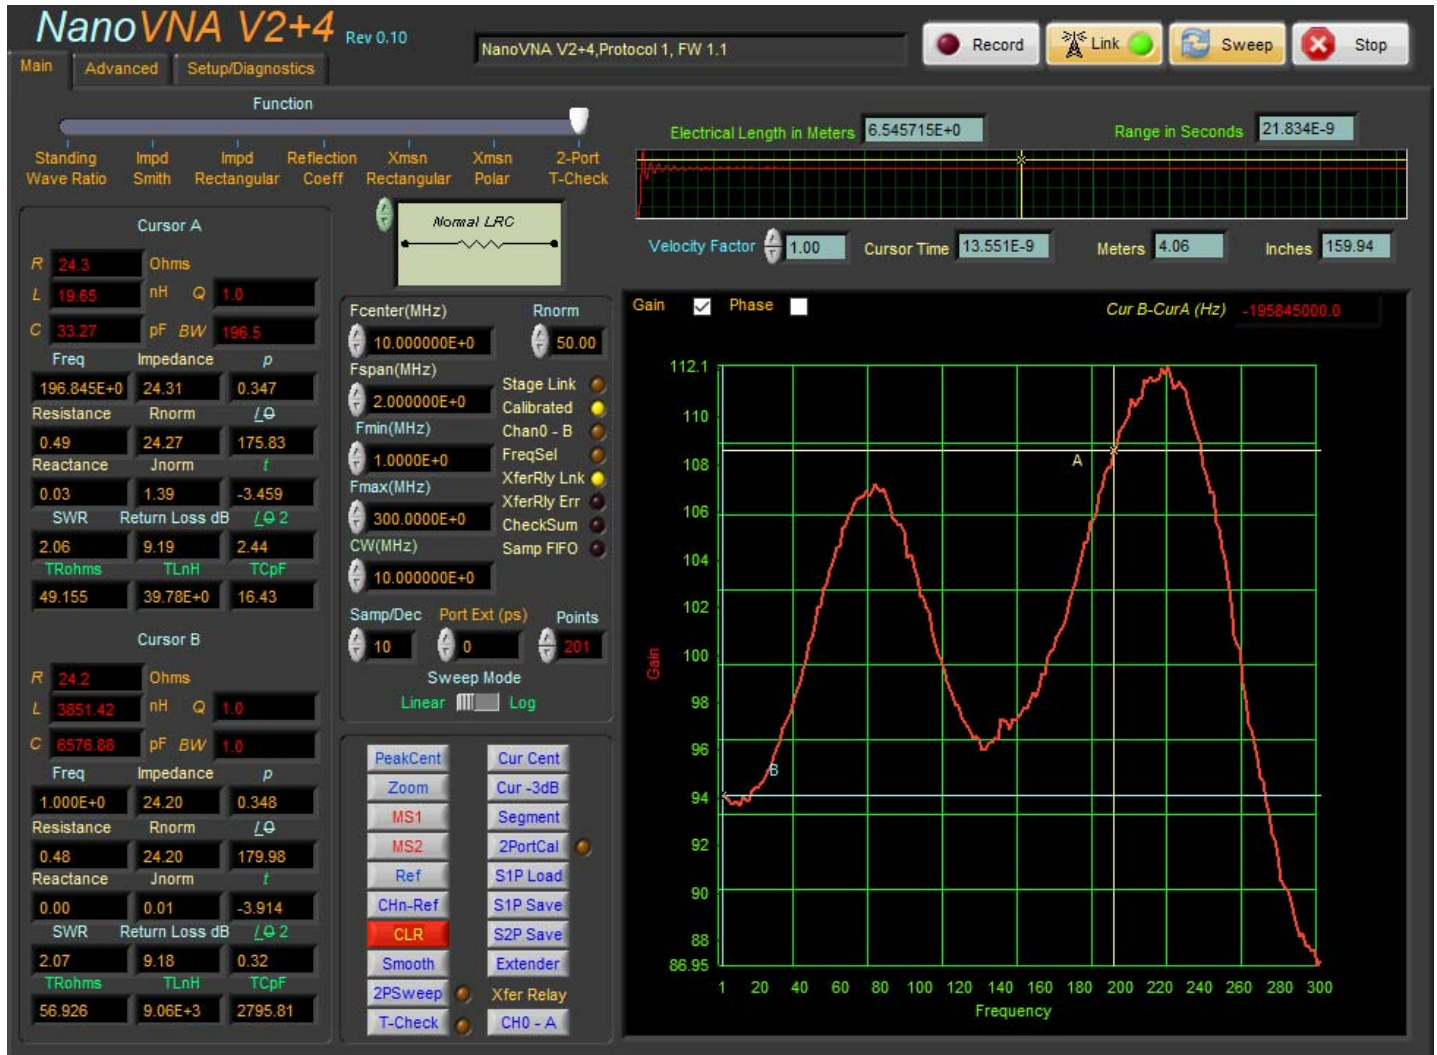 NanoVNA V2+4 Rev 0.10
NanoVNA V2+4,Protocol 1, FW 1.1
Record Link Sweep Stop
Main Advanced Setup/Diagnostics
Function
Standing Wave Ratio
Impd Smith
Impd Rectangular
Reflection Coeff
Xmsn Rectangular
Xmsn Polar
2-Port T-Check
Electrical Length in Meters 6.545715E+0
Range in Seconds 21.834E-9
Velocity Factor 1.00
Cursor Time 13.551E-9
Meters 4.06
Inches 159.94
Normal LRC
Cursor A
R 24.3 Ohms
L 19.65 nH Q 1.0
C 33.27 pF BW 196.5
Freq Impedance p
196.845E+0 24.31 0.347
Resistance Rnorm /Θ
0.49 24.27 175.83
Reactance Jnorm t
0.03 1.39 -3.459
SWR Return Loss dB /Θ 2
2.06 9.19 2.44
TRohms TLnH TCpF
49.155 39.78E+0 16.43
Cursor B
R 24.2 Ohms
L 3851.42 nH Q 1.0
C 6576.88 pF BW 1.0
Freq Impedance p
1.000E+0 24.20 0.348
Resistance Rnorm /Θ
0.48 24.20 179.98
Reactance Jnorm t
0.00 0.01 -3.914
SWR Return Loss dB /Θ 2
2.07 9.18 0.32
TRohms TLnH TCpF
56.926 9.06E+3 2795.81
Fcenter(MHz) Rnorm
10.000000E+0 50.00
Fspan(MHz)
2.000000E+0
Fmin(MHz)
1.0000E+0
Fmax(MHz)
300.0000E+0
CW(MHz)
10.000000E+0
Stage Link
Calibrated
Chan0 - B
FreqSel
XferRly Lnk
XferRly Err
CheckSum
Samp FIFO
Samp/Dec Port Ext (ps) Points
10 0 201
Sweep Mode
Linear Log
PeakCent Cur Cent
Zoom Cur -3dB
MS1 Segment
MS2 2PortCal
Ref S1P Load
CHn-Ref S1P Save
CLR S2P Save
Smooth Extender
2PSweep Xfer Relay
T-Check CH0 - A
Gain Phase
Cur B-CurA (Hz) -195845000.0
112.1
110
108
106
104
102
100
98
96
94
92
90
88
86.95
Gain
A
B
1 20 40 60 80 100 120 140 160 180 200 220 240 260 280 300
Frequency